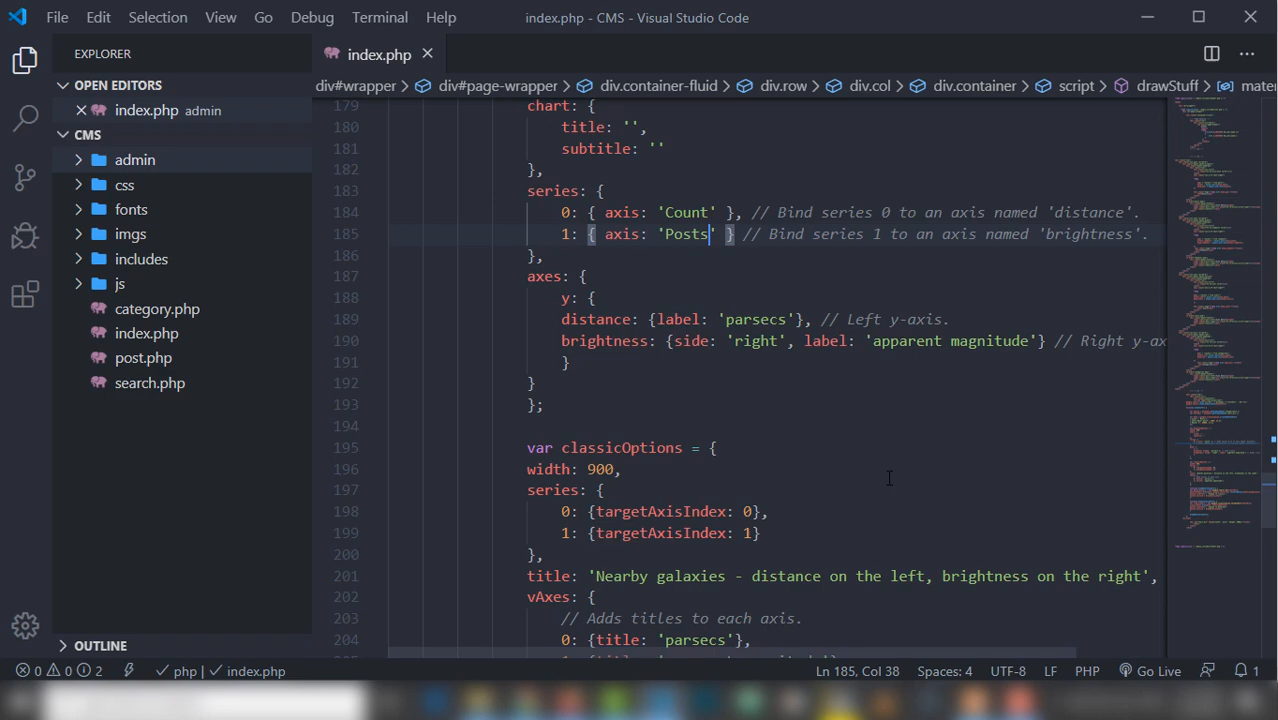 File Edit Selection View Go Debug Terminal Help index.php - CMS - Visual Studio Code
EXPLORER
index.php
OPEN EDITORS
index.php admin
CMS
admin
css
fonts
imgs
includes
js
category.php
index.php
post.php
search.php
OUTLINE
div#wrapper > div#page-wrapper > div.container-fluid > div.row > div.col > div.container > script > drawStuff > mater
179 chart: {
180 title: '',
181 subtitle: ''
182 },
183 series: {
184 0: { axis: 'Count' }, // Bind series 0 to an axis named 'distance'.
185 1: { axis: 'Posts' } // Bind series 1 to an axis named 'brightness'.
186 },
187 axes: {
188 y: {
189 distance: {label: 'parsecs'}, // Left y-axis.
190 brightness: {side: 'right', label: 'apparent magnitude'} // Right y-ax
191 }
192 }
193 };
194
195 var classicOptions = {
196 width: 900,
197 series: {
198 0: {targetAxisIndex: 0},
199 1: {targetAxisIndex: 1}
200 },
201 title: 'Nearby galaxies - distance on the left, brightness on the right',
202 vAxes: {
203 // Adds titles to each axis.
204 0: {title: 'parsecs'},
0 0 2 php index.php Ln 185, Col 38 Spaces: 4 UTF-8 LF PHP Go Live 1